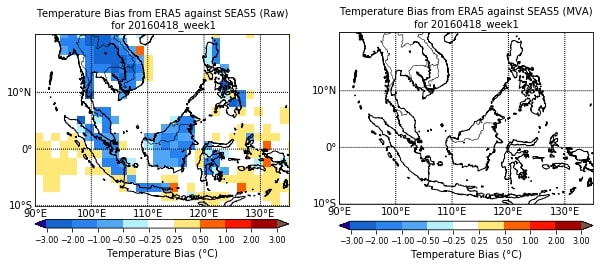 Temperature Bias from ERA5 against SEAS5 (Raw)
for 20160418_week1
10°N
0°
10°S
90°E 100°E 110°E 120°E 130°E
−3.00 −2.00 −1.00 −0.50 −0.25 0.25 0.50 1.00 2.00 3.00
Temperature Bias (°C)
Temperature Bias from ERA5 against SEAS5 (MVA)
for 20160418_week1
10°N
0°
10°S
90°E 100°E 110°E 120°E 130°E
−3.00 −2.00 −1.00 −0.50 −0.25 0.25 0.50 1.00 2.00 3.00
Temperature Bias (°C)